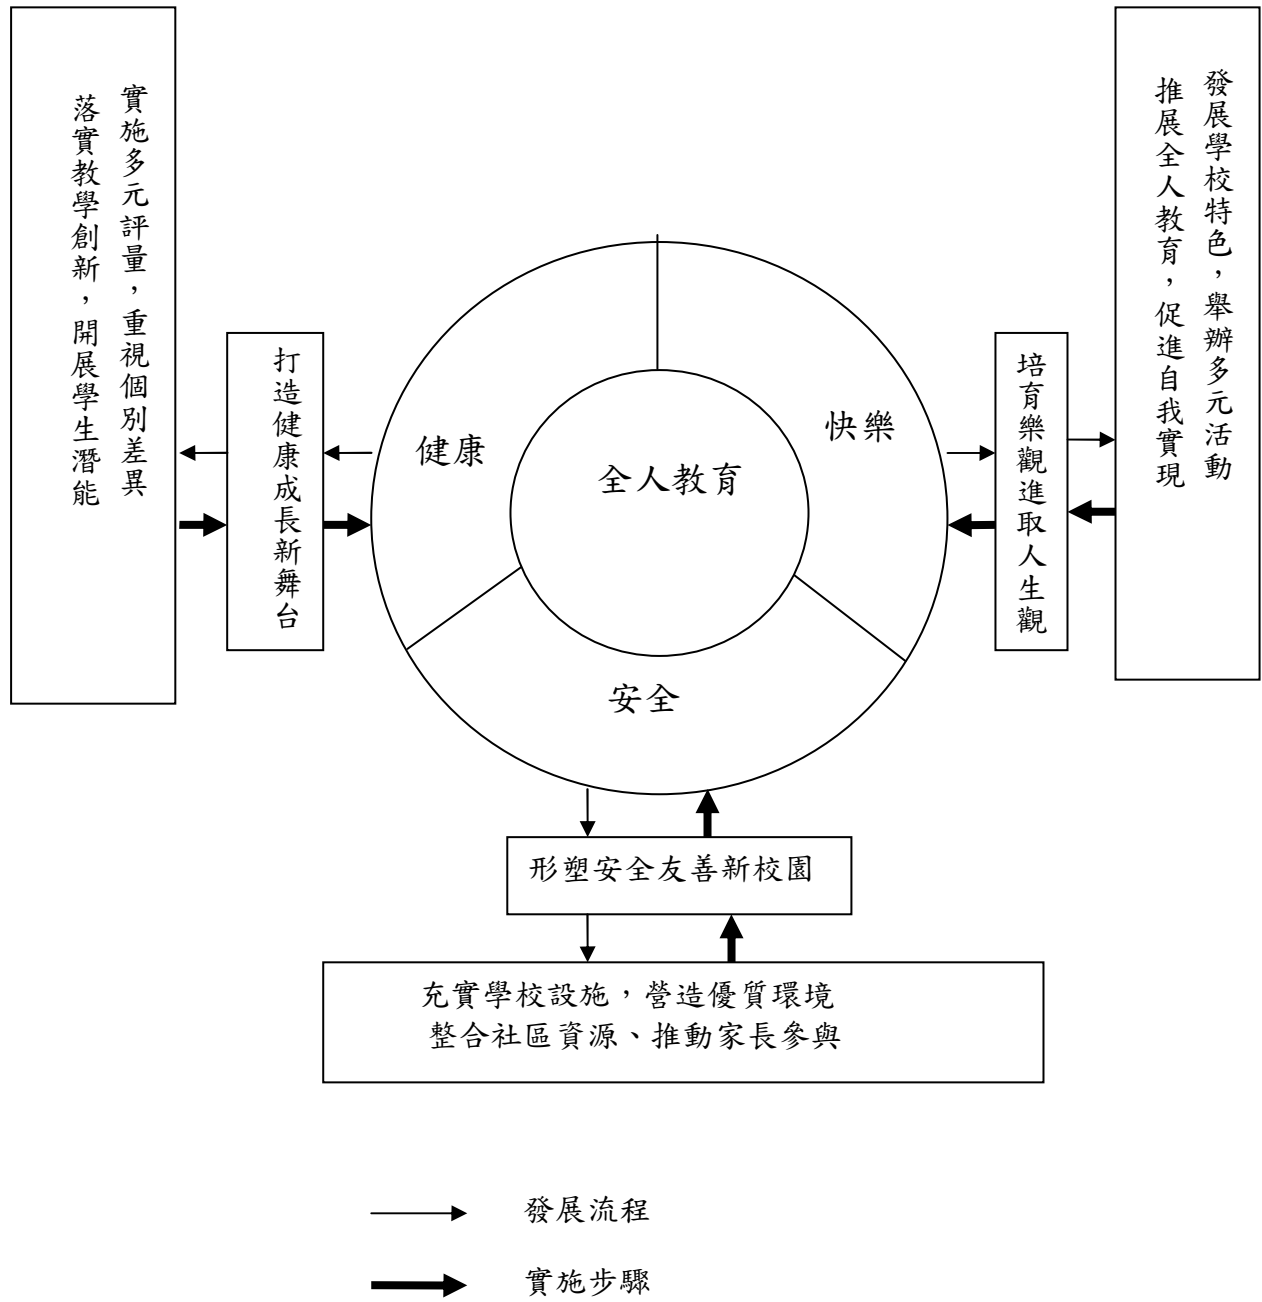 實施多元評量，重視個別差異
落實教學創新，開展學生潛能
打造健康成長新舞台
健康
快樂
全人教育
安全
培育樂觀進取人生觀
發展學校特色，舉辦多元活動
推展全人教育，促進自我實現
形塑安全友善新校園
充實學校設施，營造優質環境
整合社區資源、推動家長參與
發展流程
實施步驟